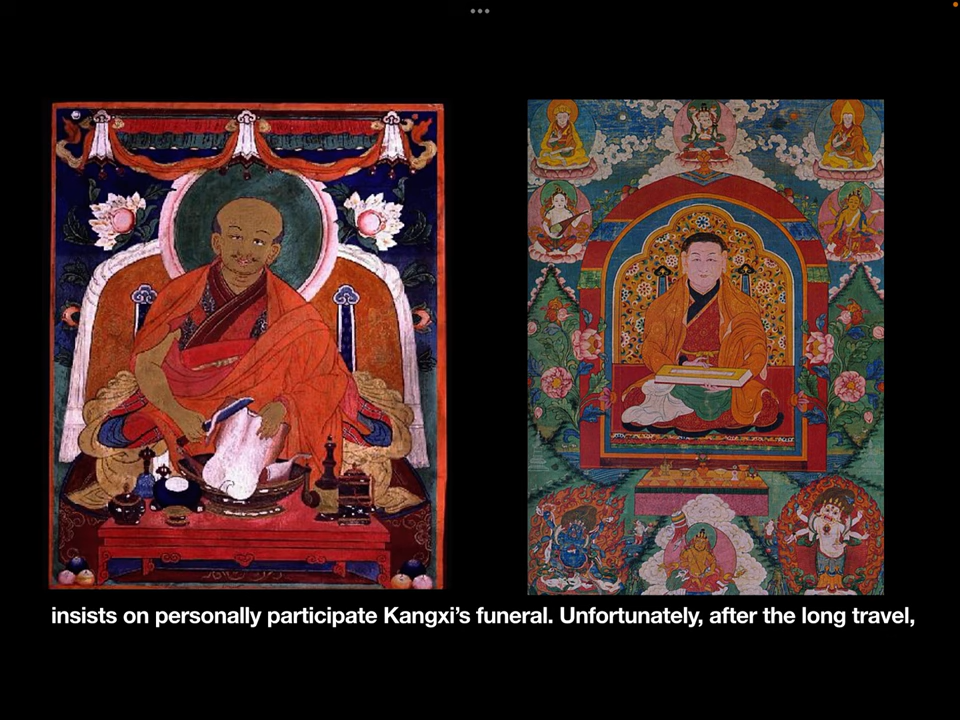 insists on personally participate Kangxi’s funeral. Unfortunately, after the long travel,